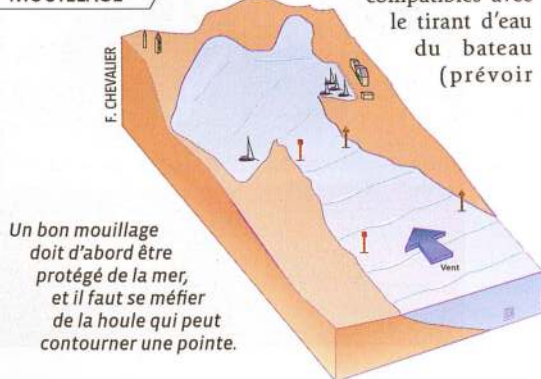 MOUILLAGE
compatibles avec
le tirant d'eau
du bateau
(prévoir
F. CHEVALIER
Vent
Un bon mouillage
doit d'abord être
protégé de la mer,
et il faut se méfier
de la houle qui peut
contourner une pointe.